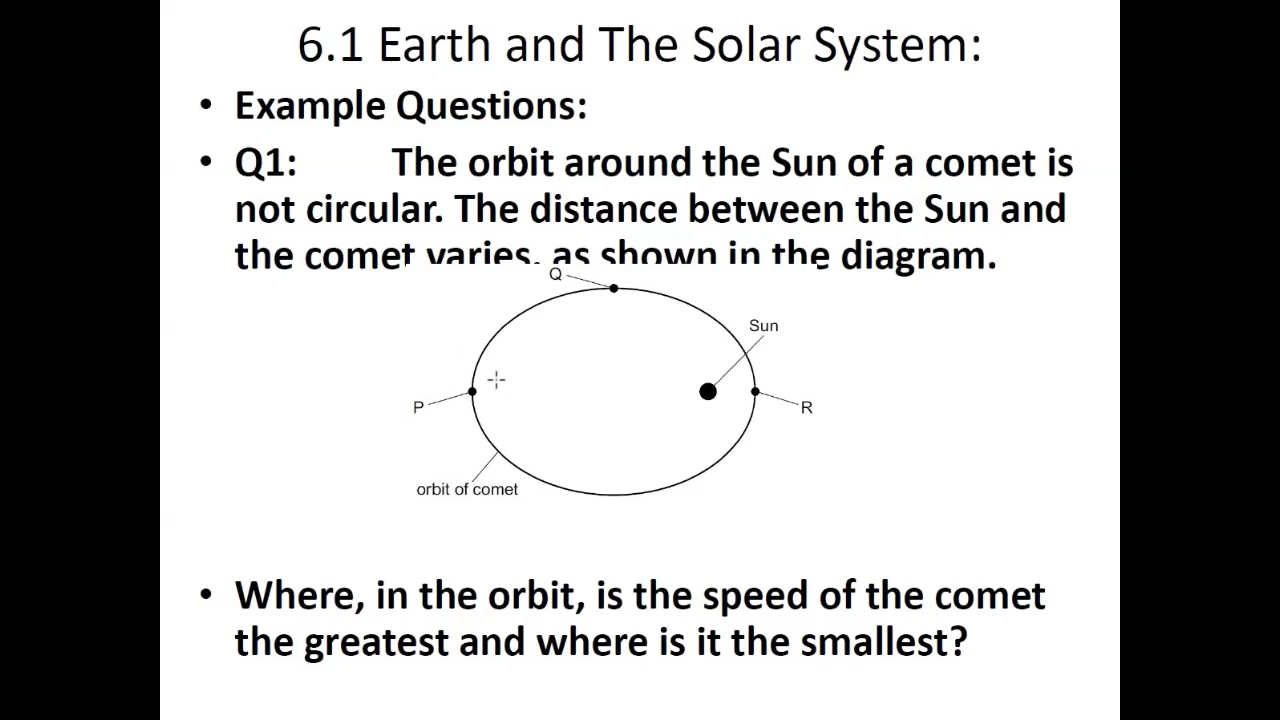 6.1 Earth and The Solar System:
• Example Questions:
• Q1: The orbit around the Sun of a comet is
not circular. The distance between the Sun and
the comet varies, as shown in the diagram.
Q
Sun
P
R
orbit of comet
• Where, in the orbit, is the speed of the comet
the greatest and where is it the smallest?